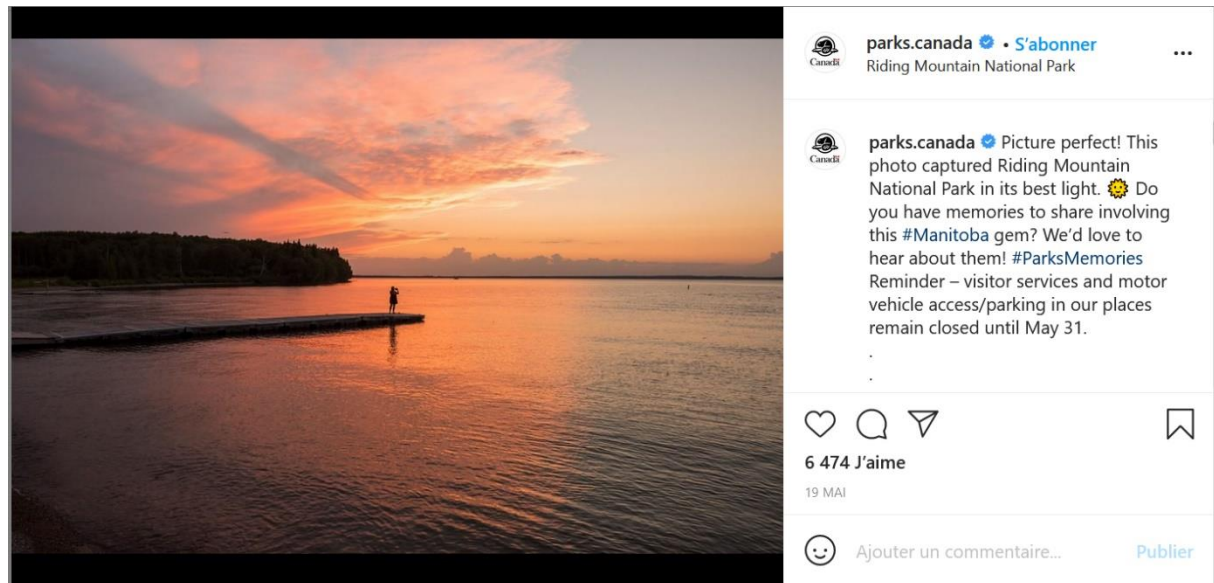 parks.canada • S'abonner
Riding Mountain National Park
Canada
parks.canada Picture perfect! This
photo captured Riding Mountain
National Park in its best light. 🌞 Do
you have memories to share involving
this #Manitoba gem? We'd love to
hear about them! #ParksMemories
Reminder – visitor services and motor
vehicle access/parking in our places
remain closed until May 31.
.
.
Canada
6 474 J'aime
19 MAI
Ajouter un commentaire... Publier